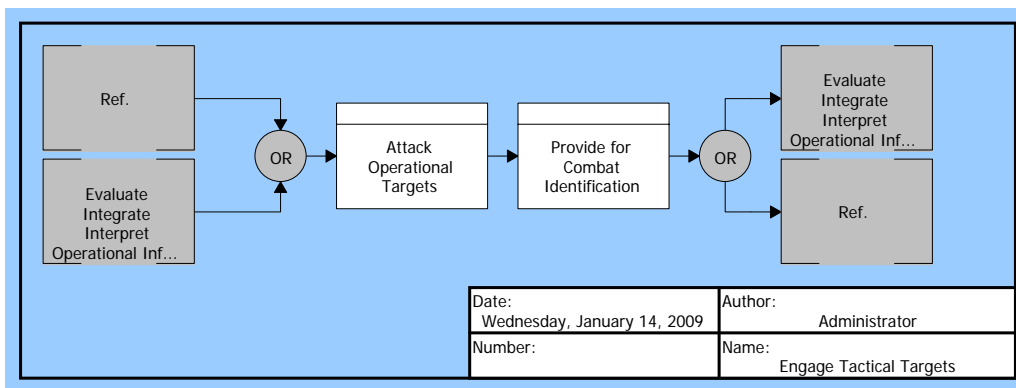 Ref.
Evaluate
Integrate
Interpret
Operational Inf...
OR
Attack
Operational
Targets
Provide for
Combat
Identification
OR
Evaluate
Integrate
Interpret
Operational Inf...
Ref.
Date:
Wednesday, January 14, 2009
Author:
Administrator
Number:
Name:
Engage Tactical Targets